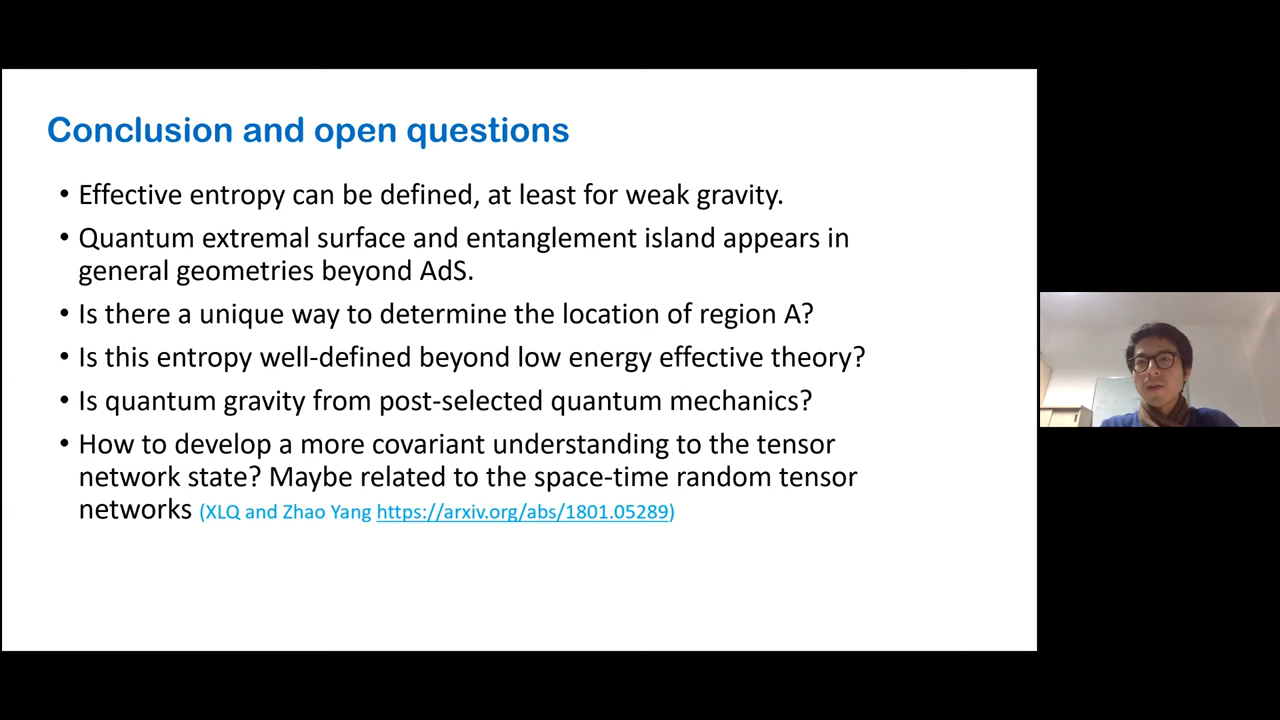 Conclusion and open questions
• Effective entropy can be defined, at least for weak gravity.
• Quantum extremal surface and entanglement island appears in
general geometries beyond AdS.
• Is there a unique way to determine the location of region A?
• Is this entropy well-defined beyond low energy effective theory?
• Is quantum gravity from post-selected quantum mechanics?
• How to develop a more covariant understanding to the tensor
network state? Maybe related to the space-time random tensor
networks (XLQ and Zhao Yang https://arxiv.org/abs/1801.05289)